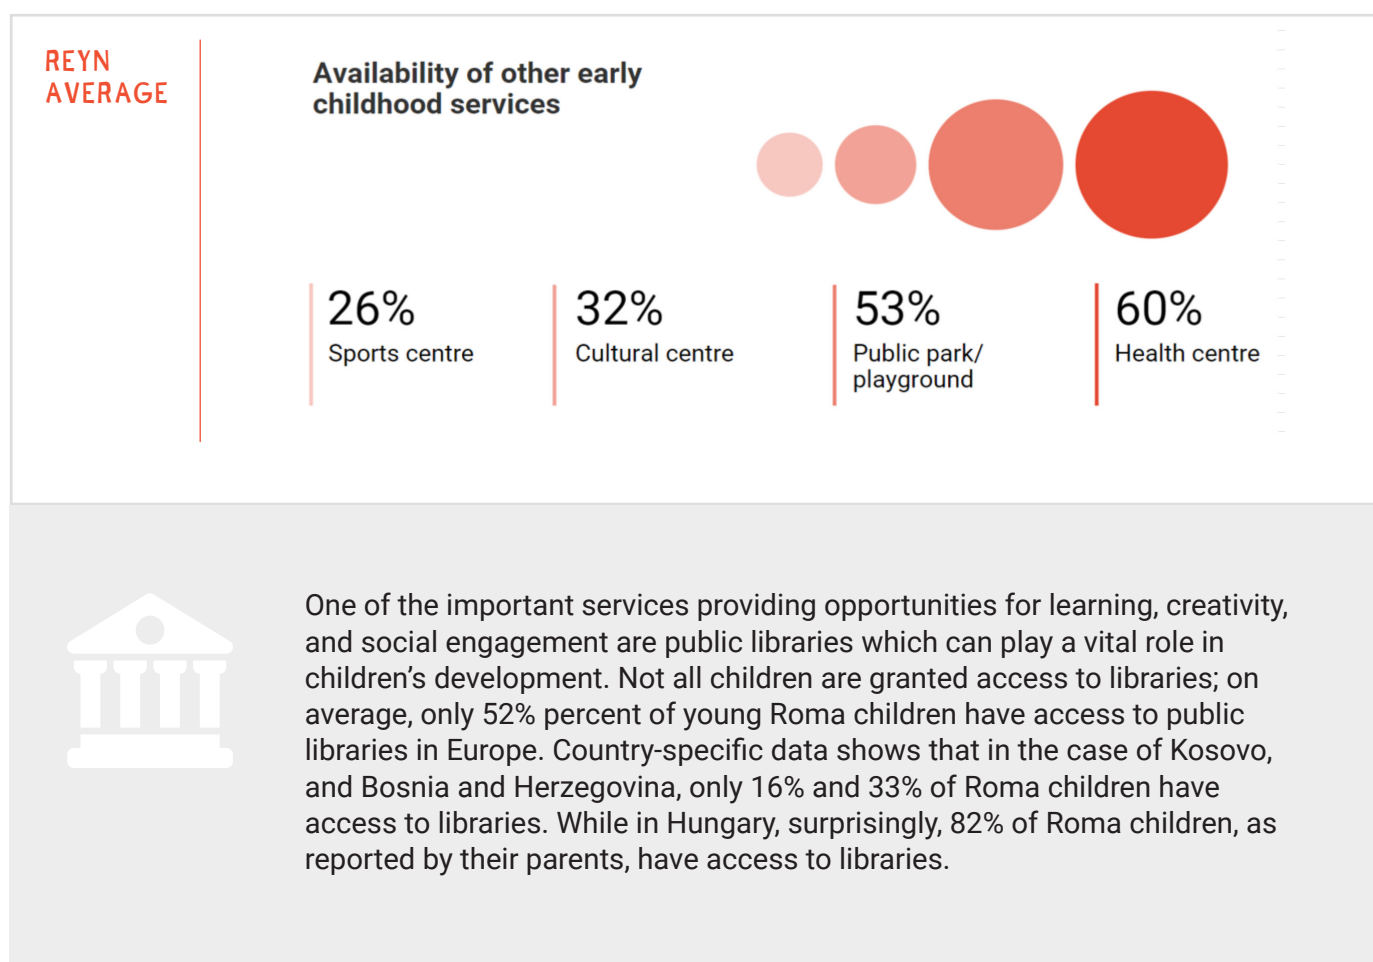 REYN
AVERAGE
Availability of other early
childhood services
26%
Sports centre
32%
Cultural centre
53%
Public park/
playground
60%
Health centre
One of the important services providing opportunities for learning, creativity,
and social engagement are public libraries which can play a vital role in
children’s development. Not all children are granted access to libraries; on
average, only 52% percent of young Roma children have access to public
libraries in Europe. Country-specific data shows that in the case of Kosovo,
and Bosnia and Herzegovina, only 16% and 33% of Roma children have
access to libraries. While in Hungary, surprisingly, 82% of Roma children, as
reported by their parents, have access to libraries.